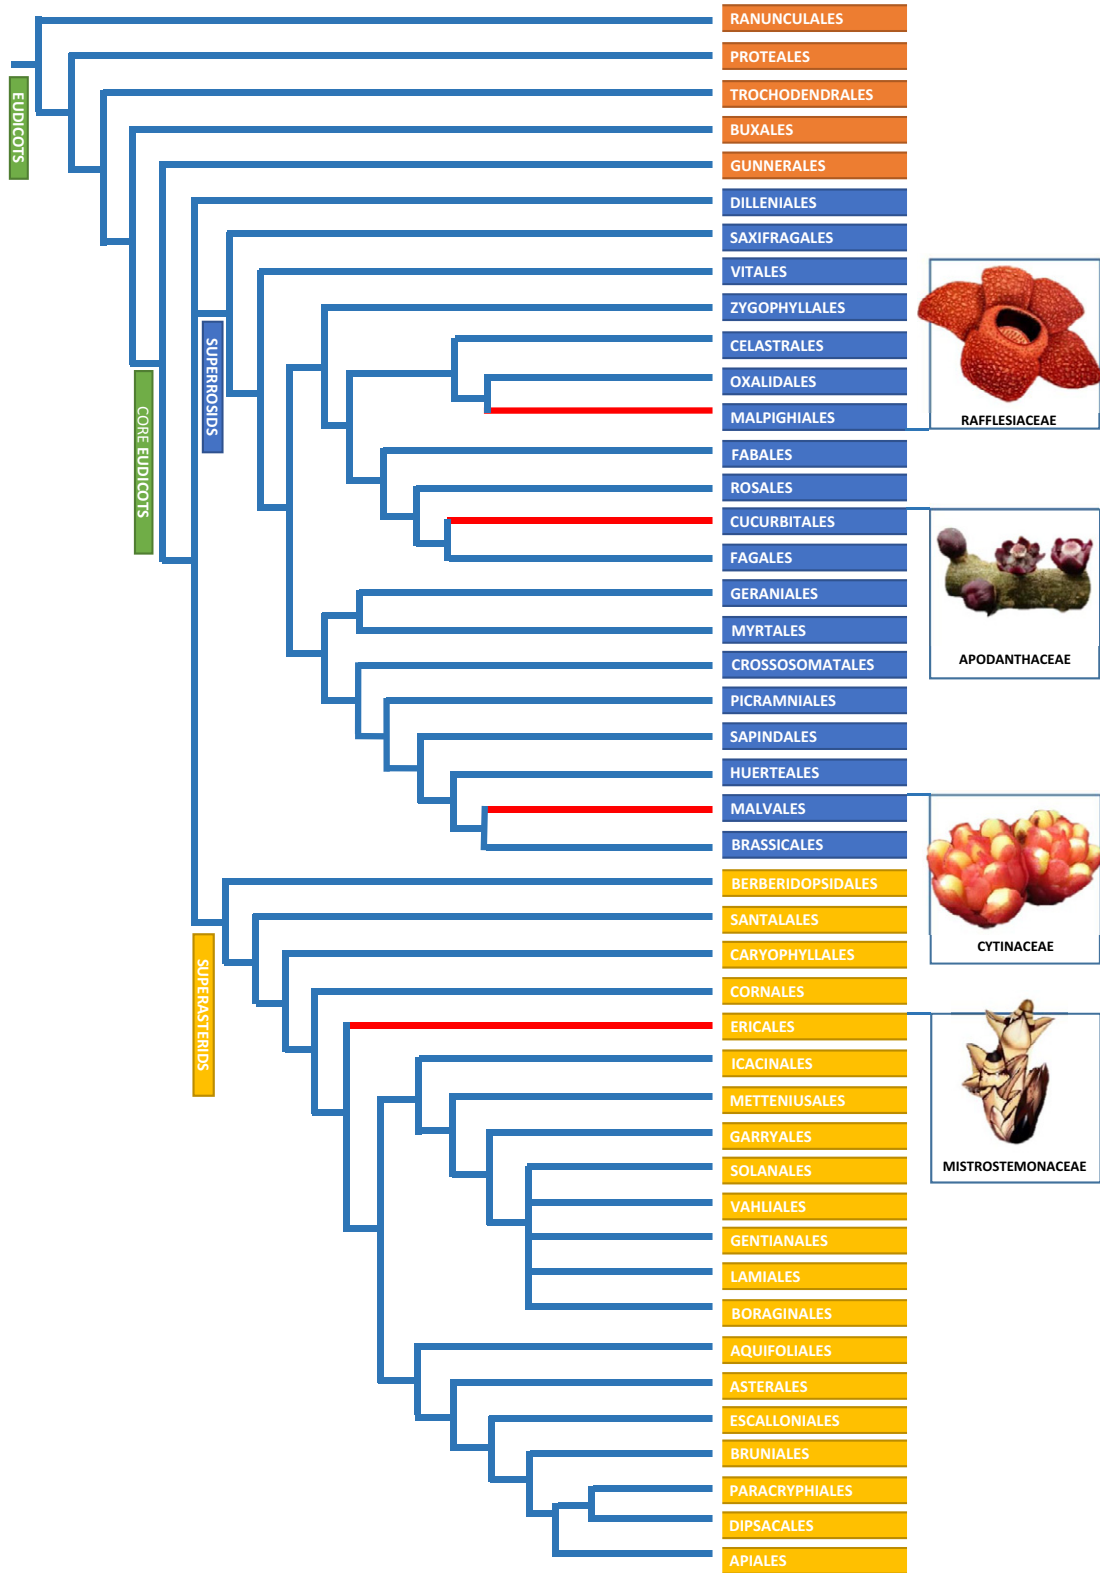 RANUNCULALES
PROTEALES
TROCHODENDRALES
BUXALES
GUNNERALES
EUDICOTS
DILLENIALES
SAXIFRAGALES
VITALES
ZYGOPHYLLALES
CELASTRALES
OXALIDALES
MALPIGHIALES
RAFFLESIACEAE
SUPERROSIDS
CORE EUDICOTS
FABALES
ROSALES
CUCURBITALES
FAGALES
GERANIALES
MYRTALES
APODANTHACEAE
CROSSOSOMATALES
PICRAMNIALES
SAPINDALES
HUERTEALES
MALVALES
BRASSICALES
BERBERIDOPSIDALES
SANTALALES
CARYOPHYLLALES
CYTINACEAE
CORNALES
SUPERASTERIDS
ERICALES
ICACINALES
METTENIUSALES
GARRYALES
SOLANALES
MISTROSTEMONACEAE
VAHLIALES
GENTIANALES
LAMIALES
BORAGINALES
AQUIFOLIALES
ASTERALES
ESCALLONIALES
BRUNIALES
PARACRYPHIALES
DIPSACALES
APIALES